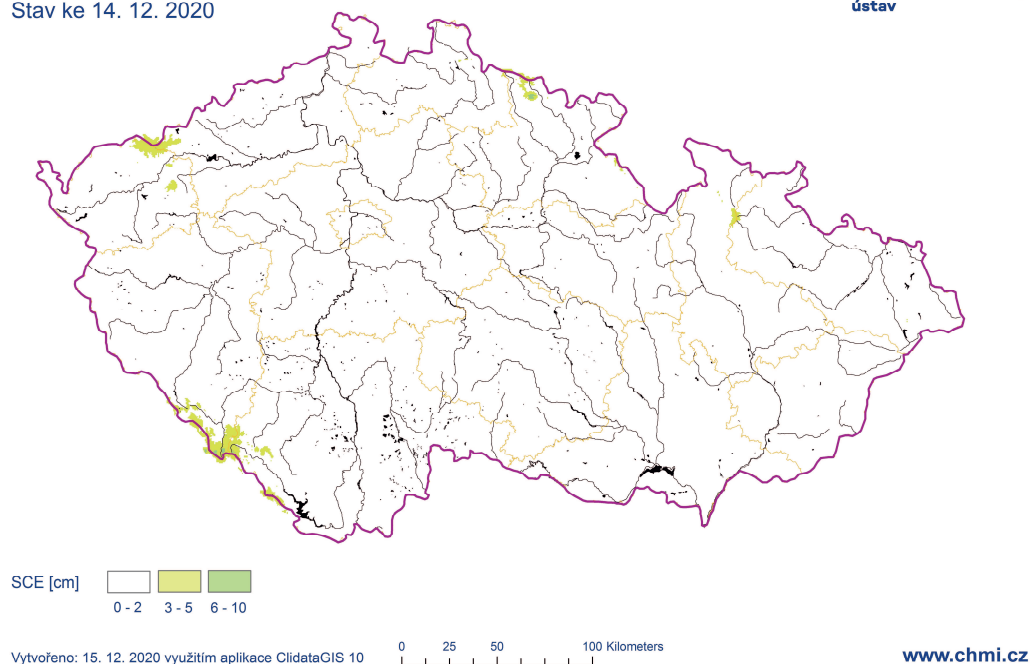 Stav ke 14. 12. 2020
ústav
SCE [cm]
0 - 2 3 - 5 6 - 10
0 25 50 100 Kilometers
Vytvořeno: 15. 12. 2020 využitím aplikace ClidataGIS 10
www.chmi.cz